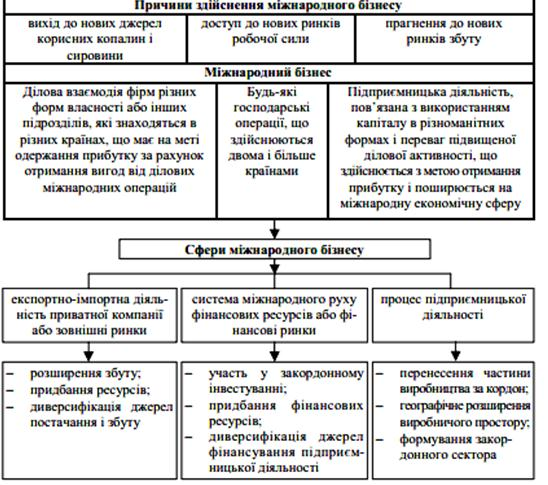 Причини здійснення міжнародного бізнесу
вихід до нових джерел
корисних копалин і
сировини
доступ до нових ринків
робочої сили
прагнення до нових
ринків збуту
Міжнародний бізнес
Ділова взаємодія фірм різних
форм власності або інших
підрозділів, які знаходяться в
різних країнах, що має на меті
одержання прибутку за рахунок
отримання вигод від ділових
міжнародних операцій
Будь-які
господарські
операції, що
здійснюються
двома і більше
країнами
Підприємницька діяльність,
пов’язана з використанням
капіталу в різноманітних
формах і переваг підвищеної
ділової активності, що
здійснюється з метою отримання
прибутку і поширюється на
міжнародну економічну сферу
Сфери міжнародного бізнесу
експортно-імпортна діяль-
ність приватної компанії
або зовнішні ринки
система міжнародного руху
фінансових ресурсів або фі-
нансові ринки
процес підприємницької
діяльності
– розширення збуту;
– придбання ресурсів;
– диверсифікація джерел
постачання і збуту
– участь у закордонному
інвестуванні;
– придбання фінансових
ресурсів;
– диверсифікація джерел
фінансування підприєм-
ницької діяльності
– перенесення частини
виробництва за кордон;
– географічне розширення
виробничого простору;
– формування закор-
донного сектора